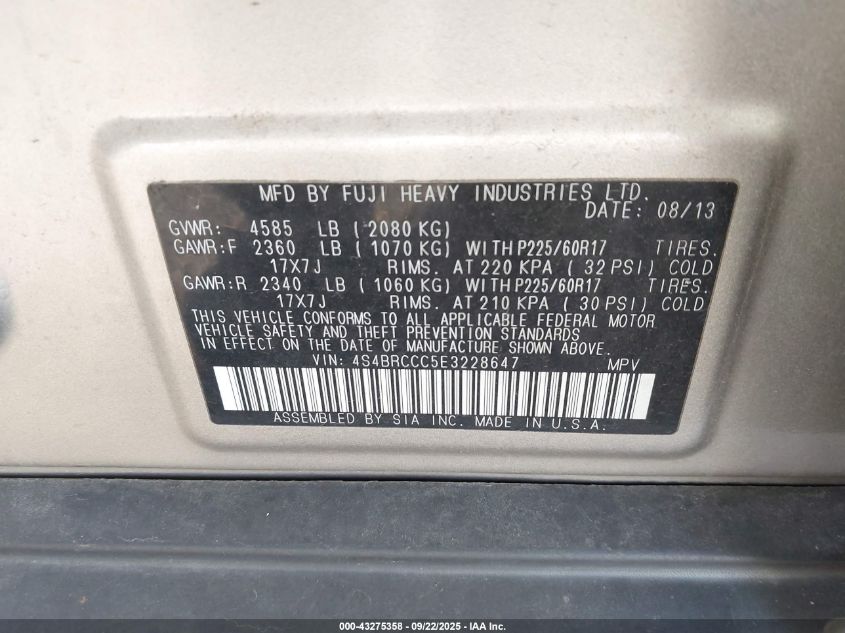 MFD BY FUJI HEAVY INDUSTRIES LTD.
DATE: 08/13
GVWR: 4585 LB ( 2080 KG)
GAWR:F 2360 LB ( 1070 KG) WITH P225/60R17 TIRES.
17X7J RIMS. AT 220 KPA ( 32 PSI) COLD
GAWR:R 2340 LB ( 1060 KG) WITH P225/60R17 TIRES.
17X7J RIMS. AT 210 KPA ( 30 PSI) COLD
THIS VEHICLE CONFORMS TO ALL APPLICABLE FEDERAL MOTOR
VEHICLE SAFETY AND THEFT PREVENTION STANDARDS
IN EFFECT ON THE DATE OF MANUFACTURE SHOWN ABOVE.
VIN: 4S4BRCCC5E3228647 MPV
ASSEMBLED BY SIA INC. MADE IN U.S.A.
000-43275358 - 09/22/2025 - IAA Inc.